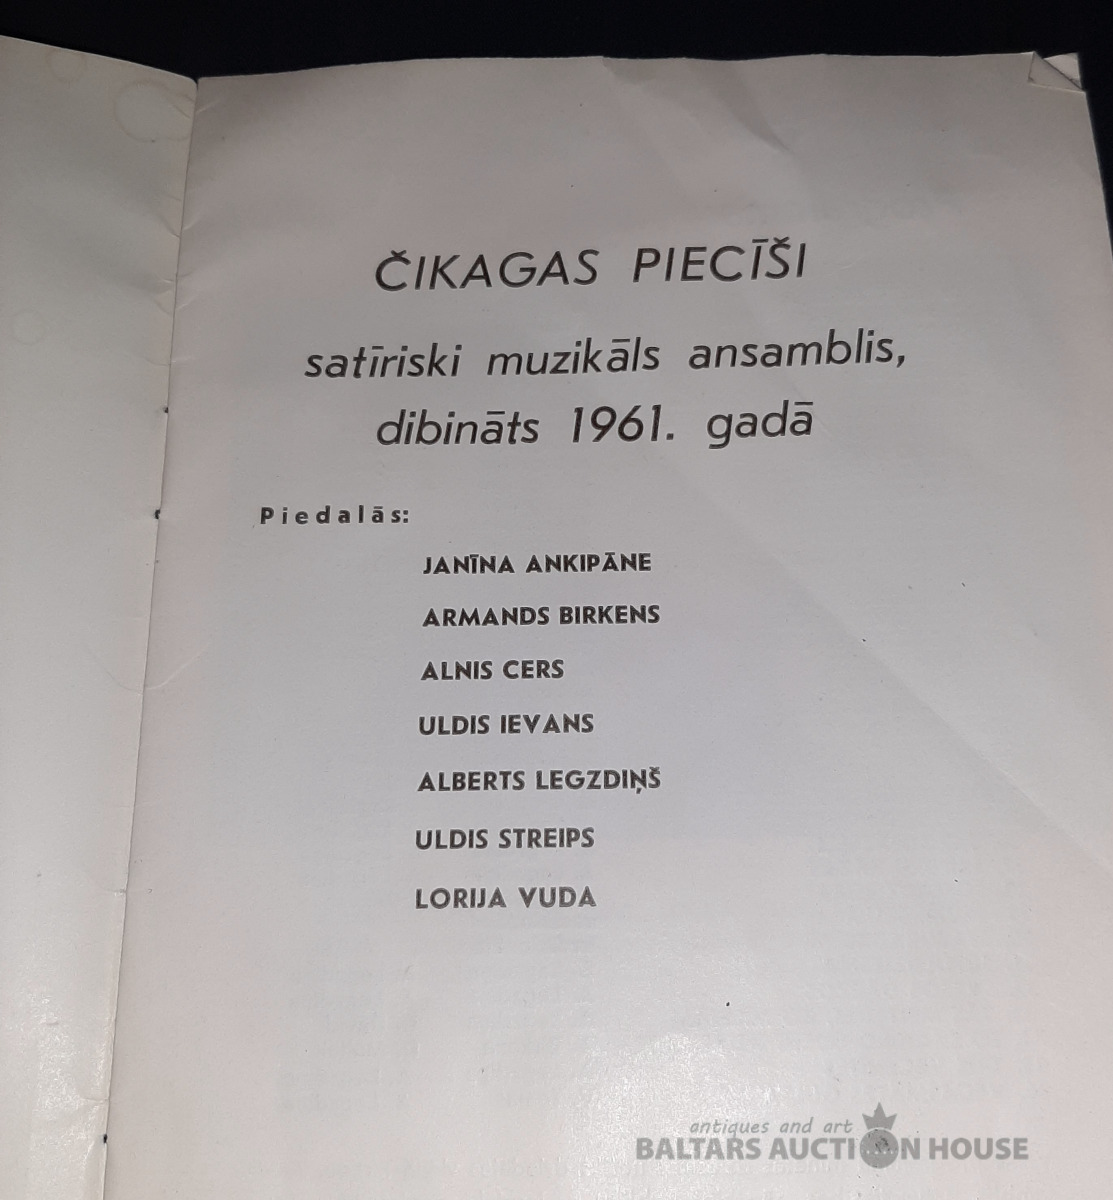 ČIKAGAS PIECĪŠI
satīriski muzikāls ansamblis,
dibināts 1961. gadā
Piedalās:
JANĪNA ANKIPĀNE
ARMANDS BIRKENS
ALNIS CERS
ULDIS IEVANS
ALBERTS LEGZDIŅŠ
ULDIS STREIPS
LORIJA VUDA
antiques and art
BALTARS AUCTION HOUSE